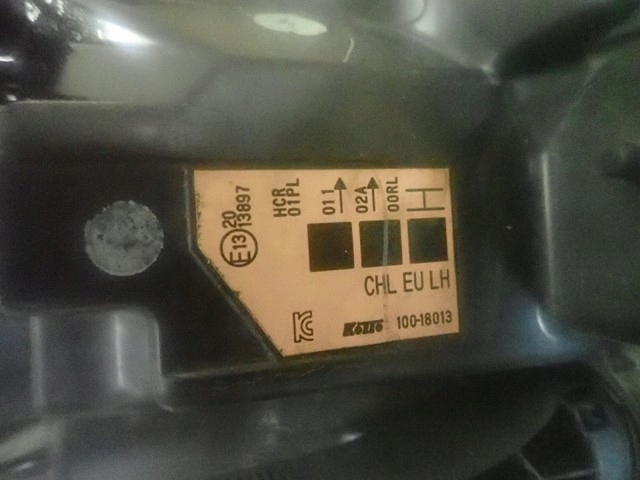 HCR
01PL
E13
20
13897
011
02A
00RL
CHL EU LH
KOITO 100-18013